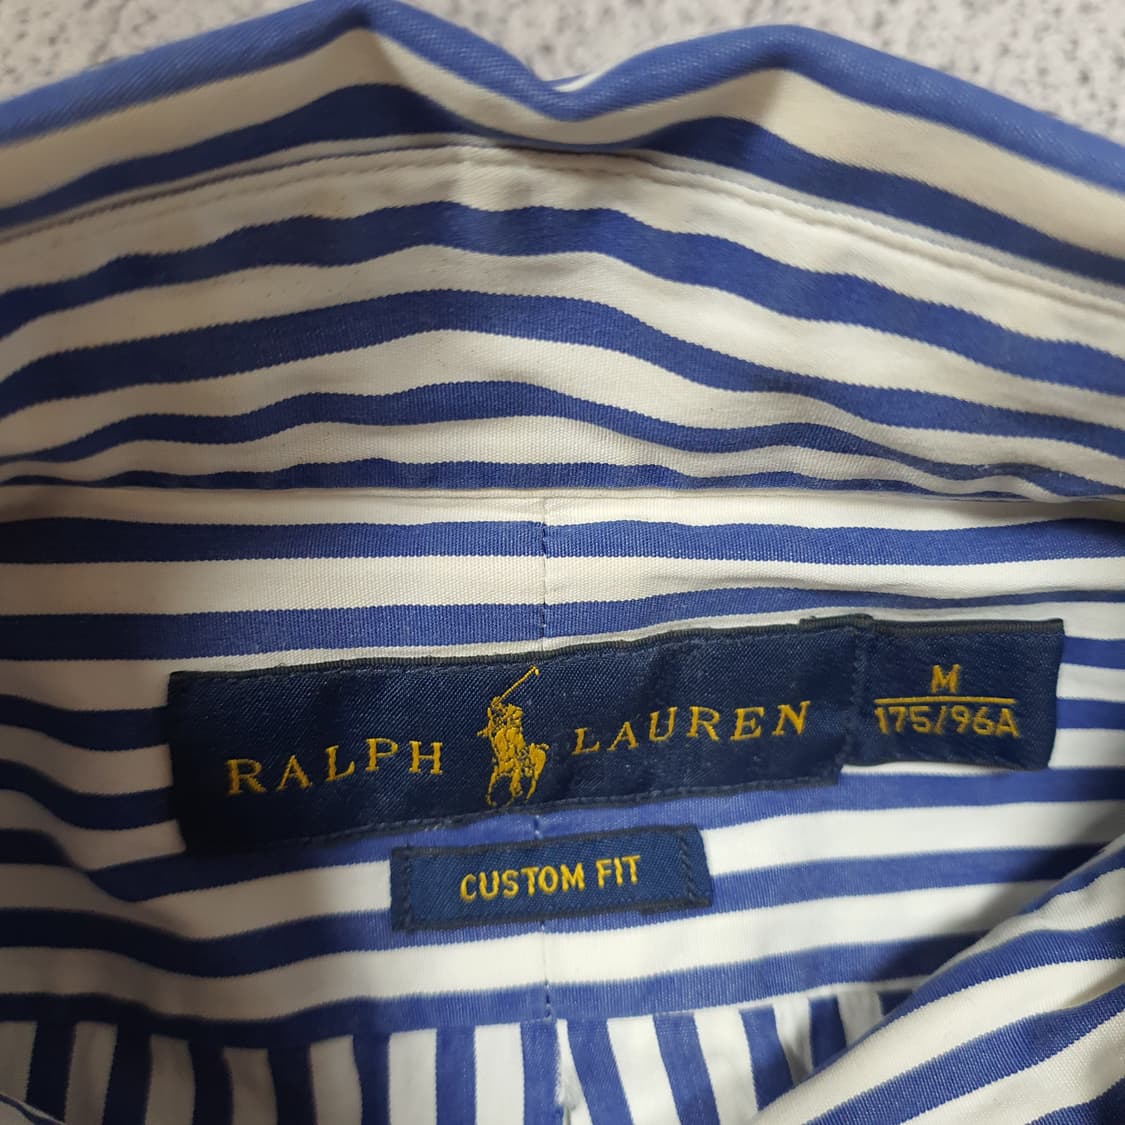 RALPH LAUREN
M
175/96A
CUSTOM FIT